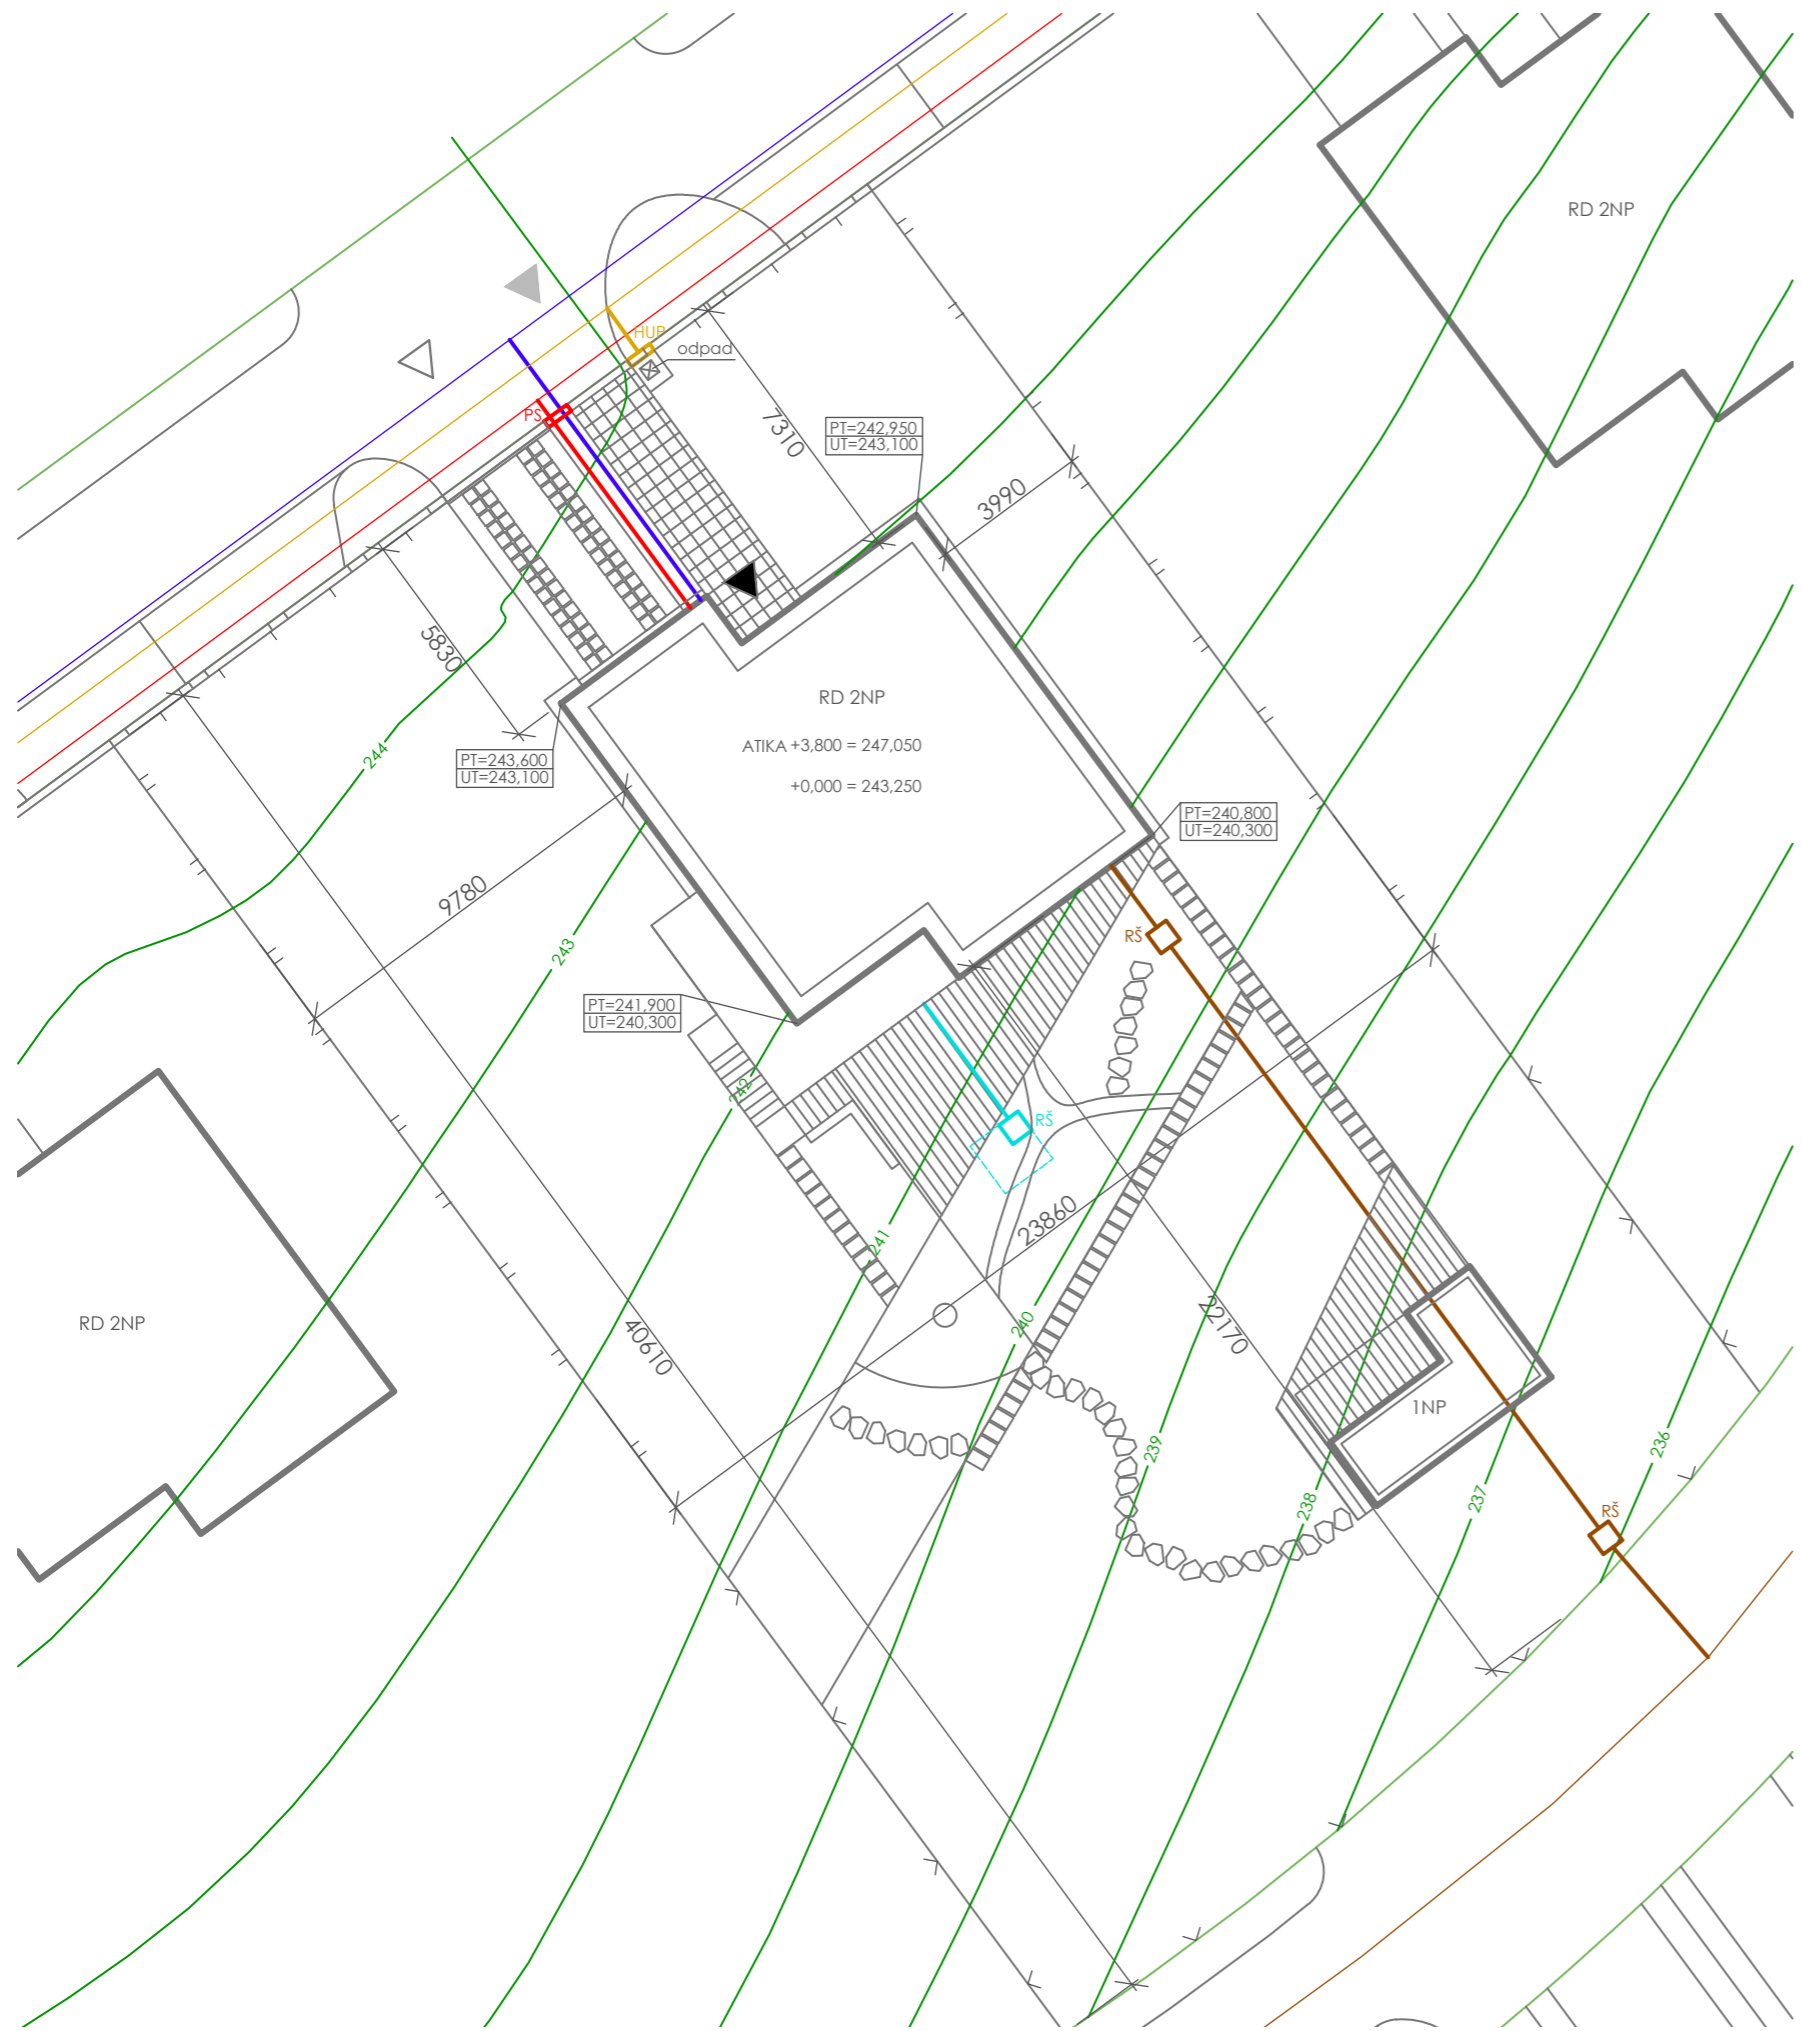 RD 2NP
HUP
odpad
PS
7310
PT=242,950
UT=243,100
3990
5830
RD 2NP
ATIKA +3,800 = 247,050
+0,000 = 243,250
244
PT=243,600
UT=243,100
PT=240,800
UT=240,300
9780
243
RŠ
PT=241,900
UT=240,300
242
RŠ
23860
241
RD 2NP
40610
240
22170
1NP
239
236
238
237
RŠ